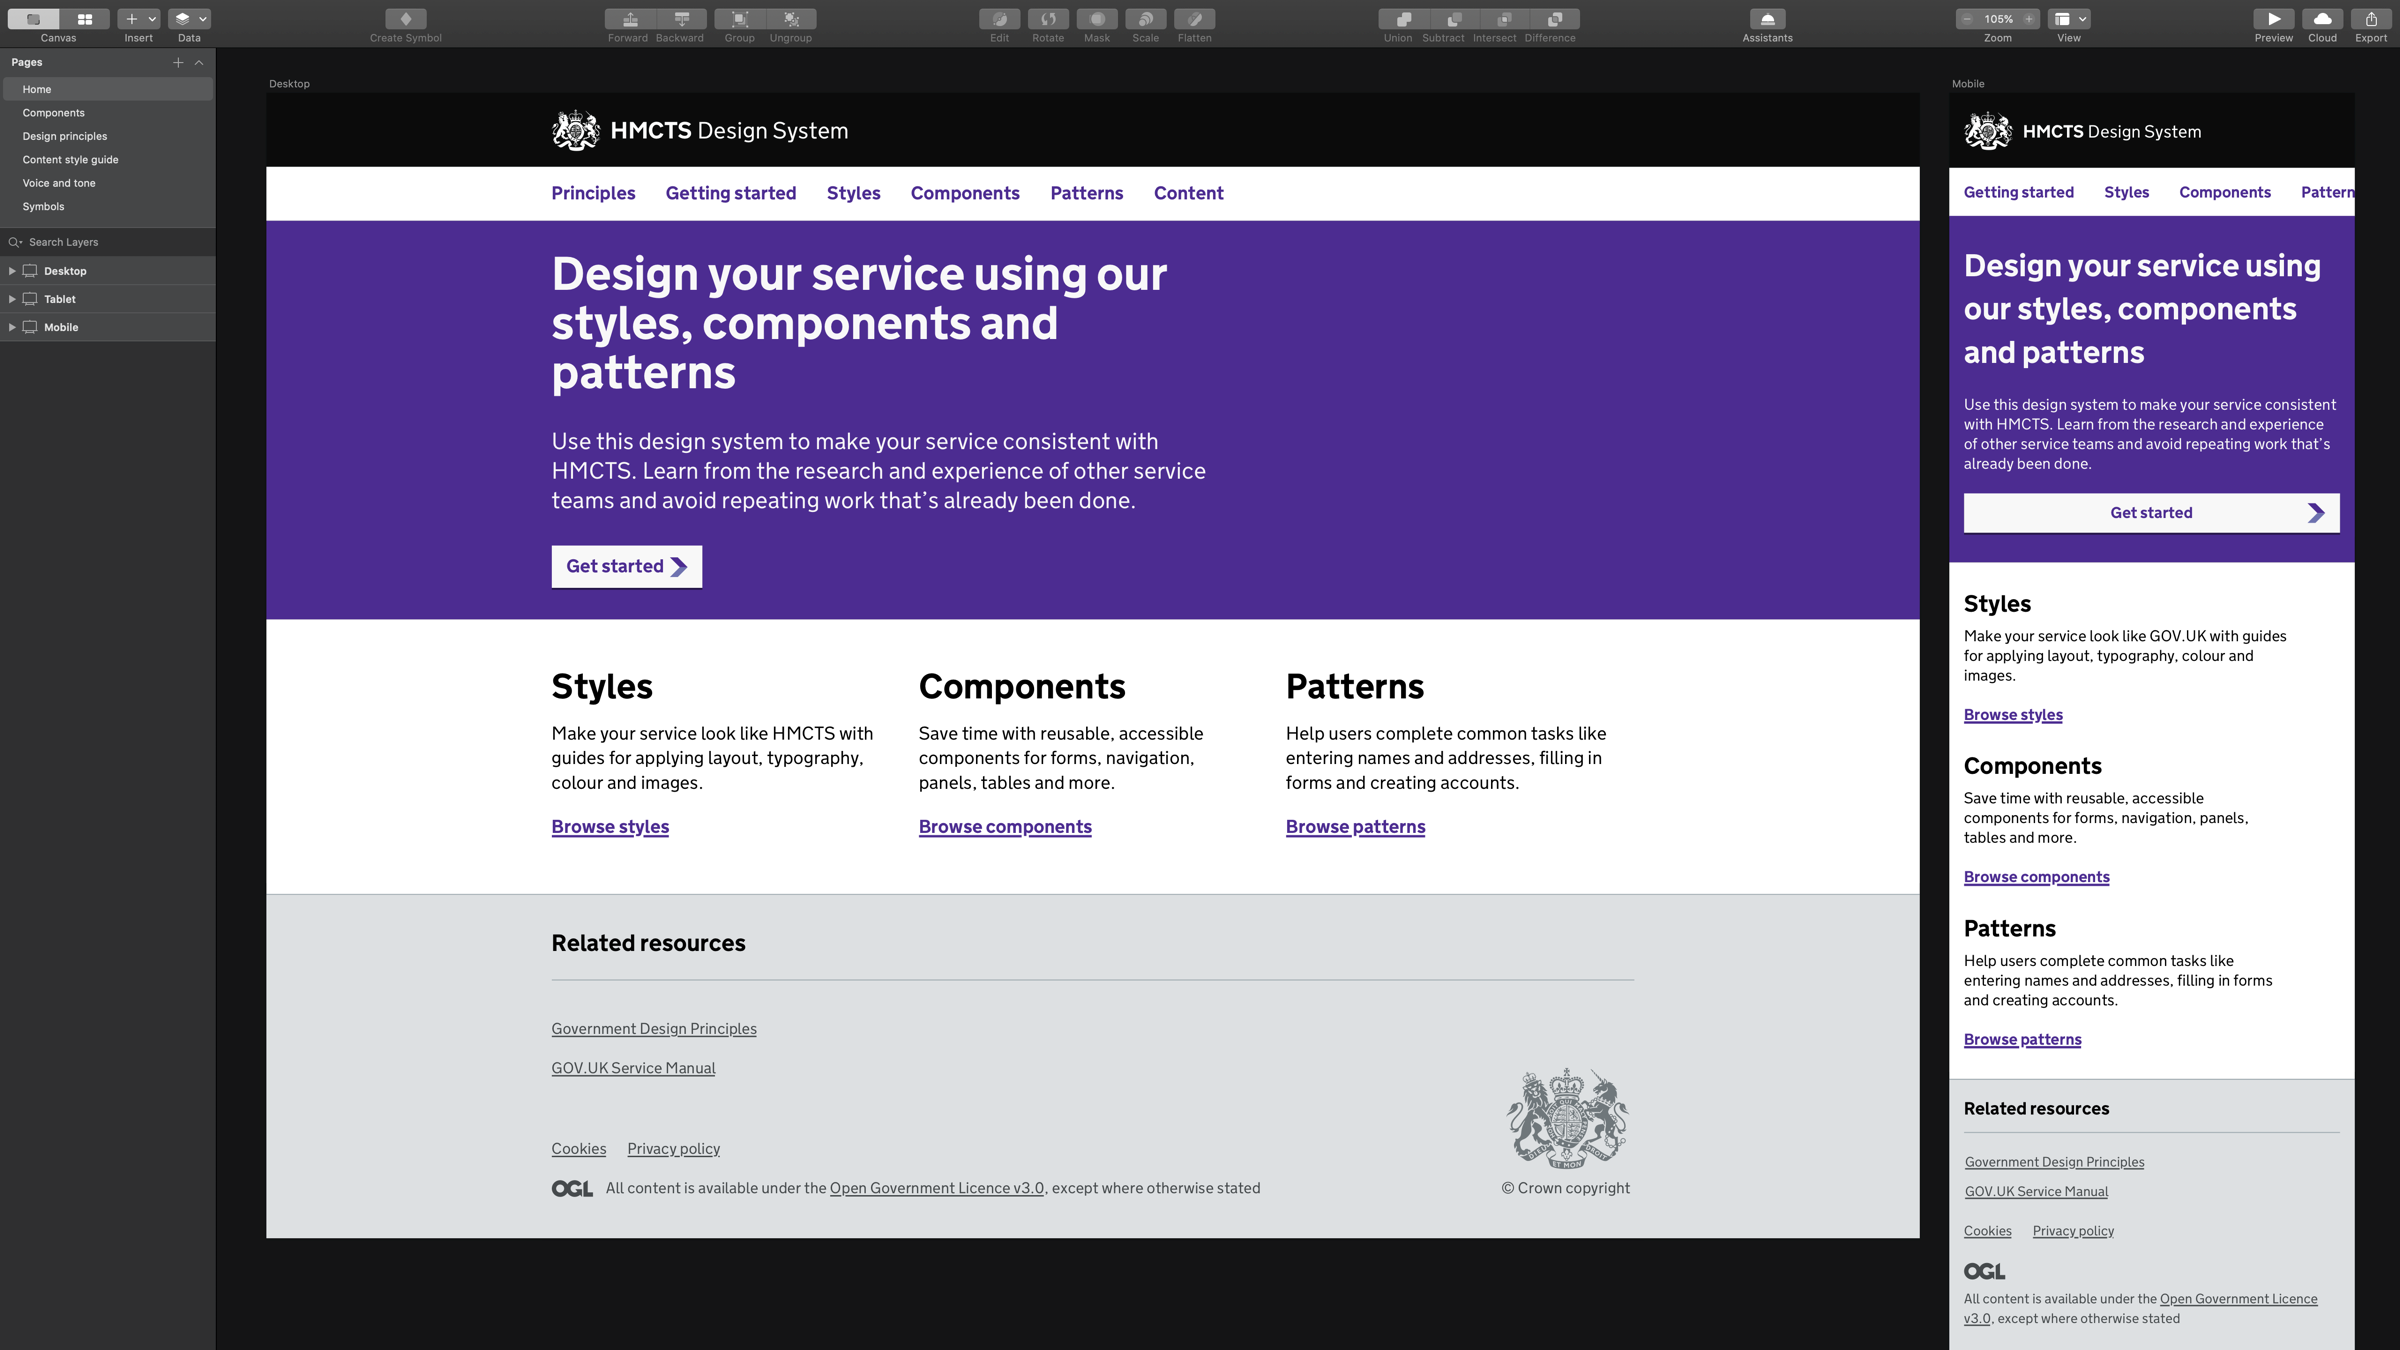 Canvas
Insert
Data
Create Symbol
Forward
Backward
Group
Ungroup
Edit
Rotate
Mask
Scale
Flatten
Union
Subtract
Intersect
Difference
Assistants
105%
Zoom
View
Preview
Cloud
Export
Pages
Home
Components
Design principles
Content style guide
Voice and tone
Symbols
Search Layers
Desktop
Tablet
Mobile
Desktop
HMCTS Design System
Principles Getting started Styles Components Patterns Content
Design your service using our
styles, components and
patterns
Use this design system to make your service consistent with
HMCTS. Learn from the research and experience of other service
teams and avoid repeating work that’s already been done.
Get started
Styles
Make your service look like HMCTS with
guides for applying layout, typography,
colour and images.
Browse styles
Components
Save time with reusable, accessible
components for forms, navigation,
panels, tables and more.
Browse components
Patterns
Help users complete common tasks like
entering names and addresses, filling in
forms and creating accounts.
Browse patterns
Related resources
Government Design Principles
GOV.UK Service Manual
Cookies Privacy policy
OGL All content is available under the Open Government Licence v3.0, except where otherwise stated
DIEU ET MON DROIT
© Crown copyright
Mobile
HMCTS Design System
Getting started Styles Components Pattern
Design your service using
our styles, components
and patterns
Use this design system to make your service consistent
with HMCTS. Learn from the research and experience
of other service teams and avoid repeating work that’s
already been done.
Get started
Styles
Make your service look like GOV.UK with guides
for applying layout, typography, colour and
images.
Browse styles
Components
Save time with reusable, accessible
components for forms, navigation, panels,
tables and more.
Browse components
Patterns
Help users complete common tasks like
entering names and addresses, filling in forms
and creating accounts.
Browse patterns
Related resources
Government Design Principles
GOV.UK Service Manual
Cookies Privacy policy
OGL
All content is available under the Open Government Licence
v3.0, except where otherwise stated